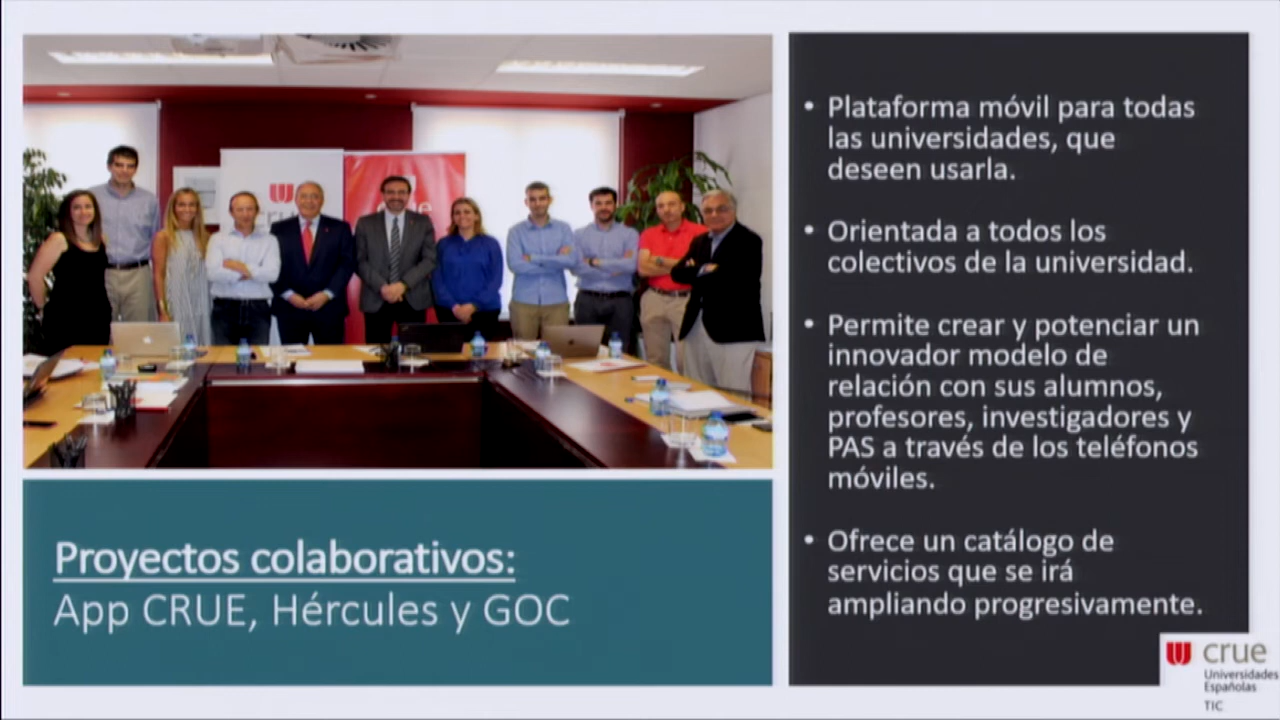 crue
crue
Proyectos colaborativos:
App CRUE, Hércules y GOC
• Plataforma móvil para todas
las universidades, que
deseen usarla.
• Orientada a todos los
colectivos de la universidad.
• Permite crear y potenciar un
innovador modelo de
relación con sus alumnos,
profesores, investigadores y
PAS a través de los teléfonos
móviles.
• Ofrece un catálogo de
servicios que se irá
ampliando progresivamente.
crue
Universidades
Españolas
TIC